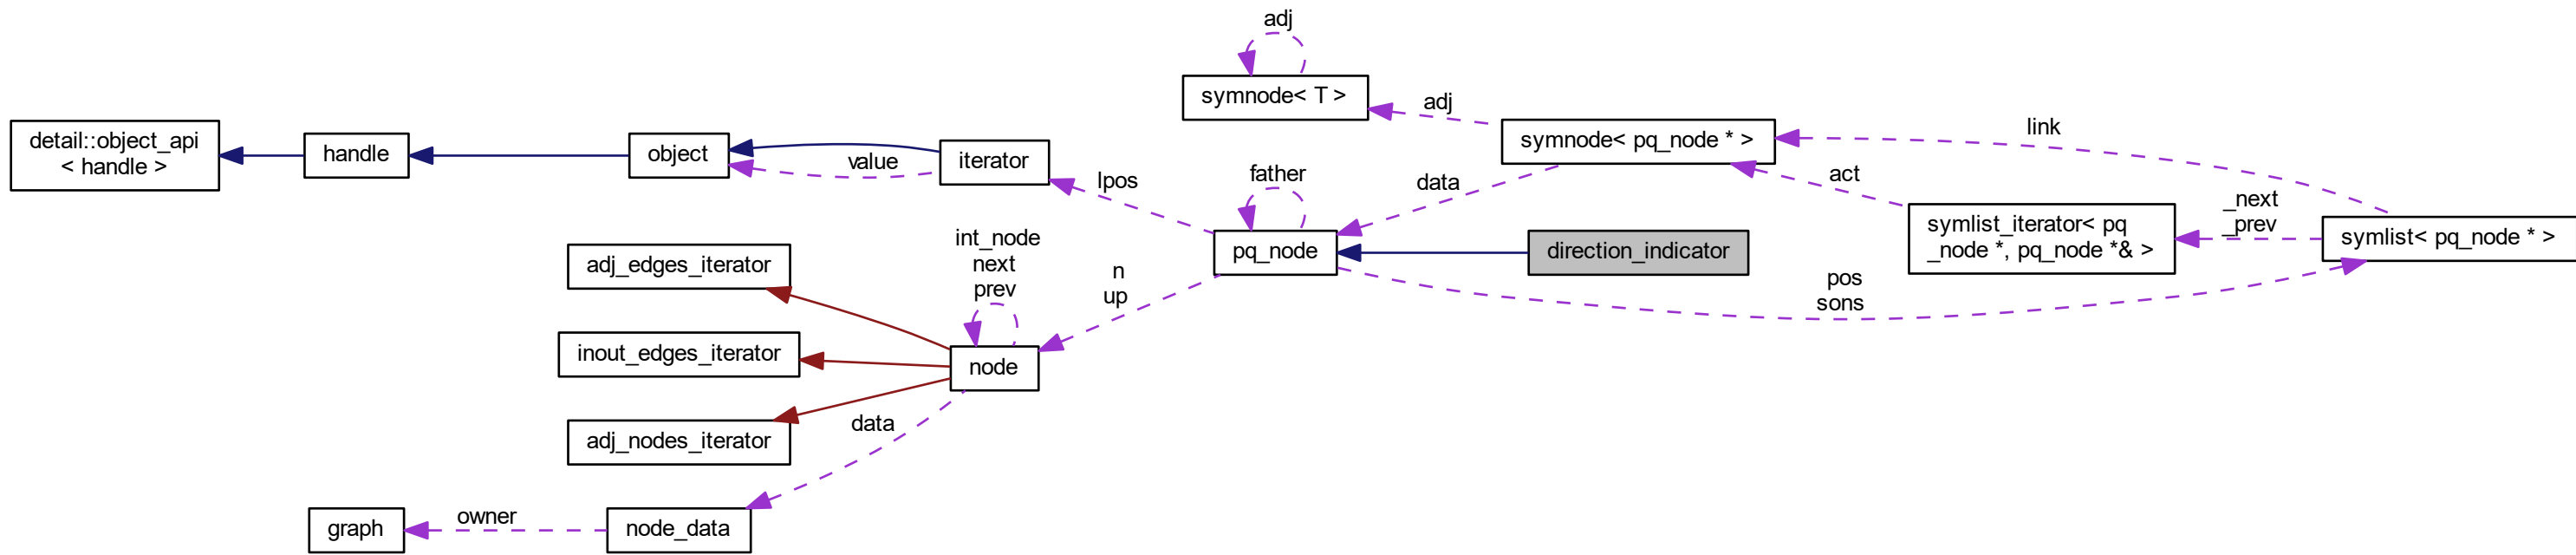 adj
symnode< T >
adj
symnode< pq_node * >
link
detail::object_api
< handle >
handle
object
value
iterator
lpos
father
data
act
symlist_iterator< pq
_node *, pq_node *& >
_next
_prev
symlist< pq_node * >
pq_node
direction_indicator
int_node
next
prev
n
up
pos
sons
adj_edges_iterator
inout_edges_iterator
node
adj_nodes_iterator
data
graph
owner
node_data